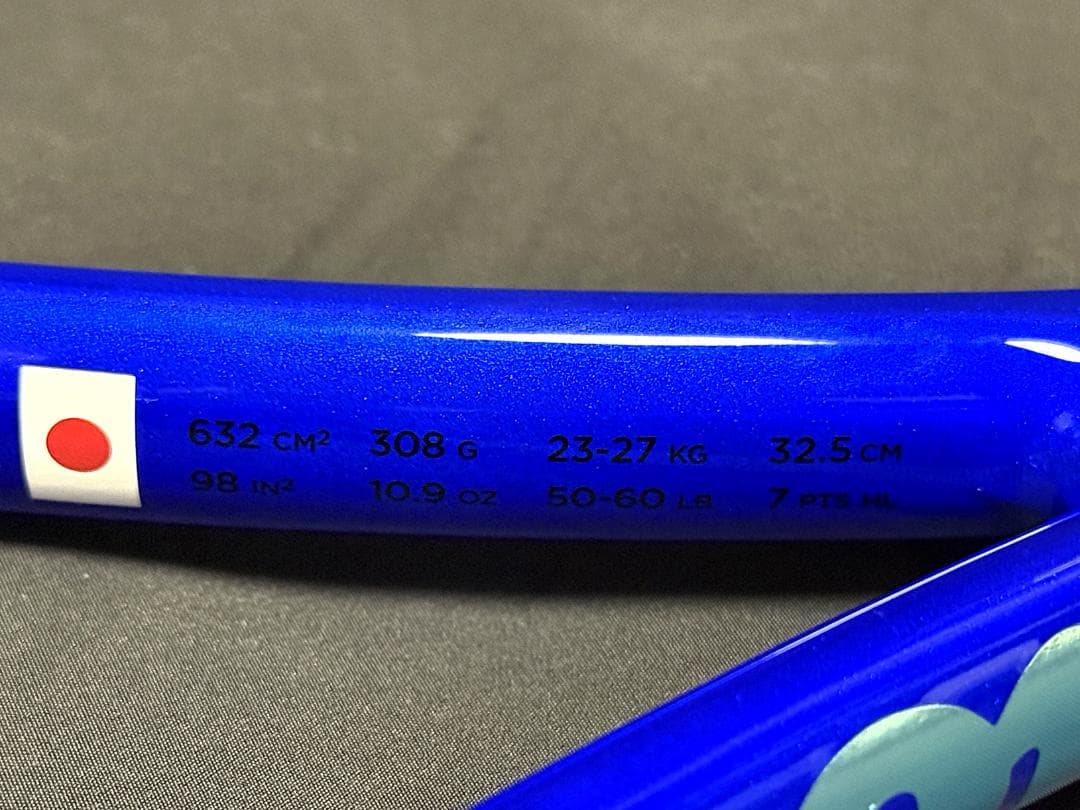 632 CM² 308 G 23-27 KG 32.5 CM
98 IN² 10.9 OZ 50-60 LB 7 PTS HL